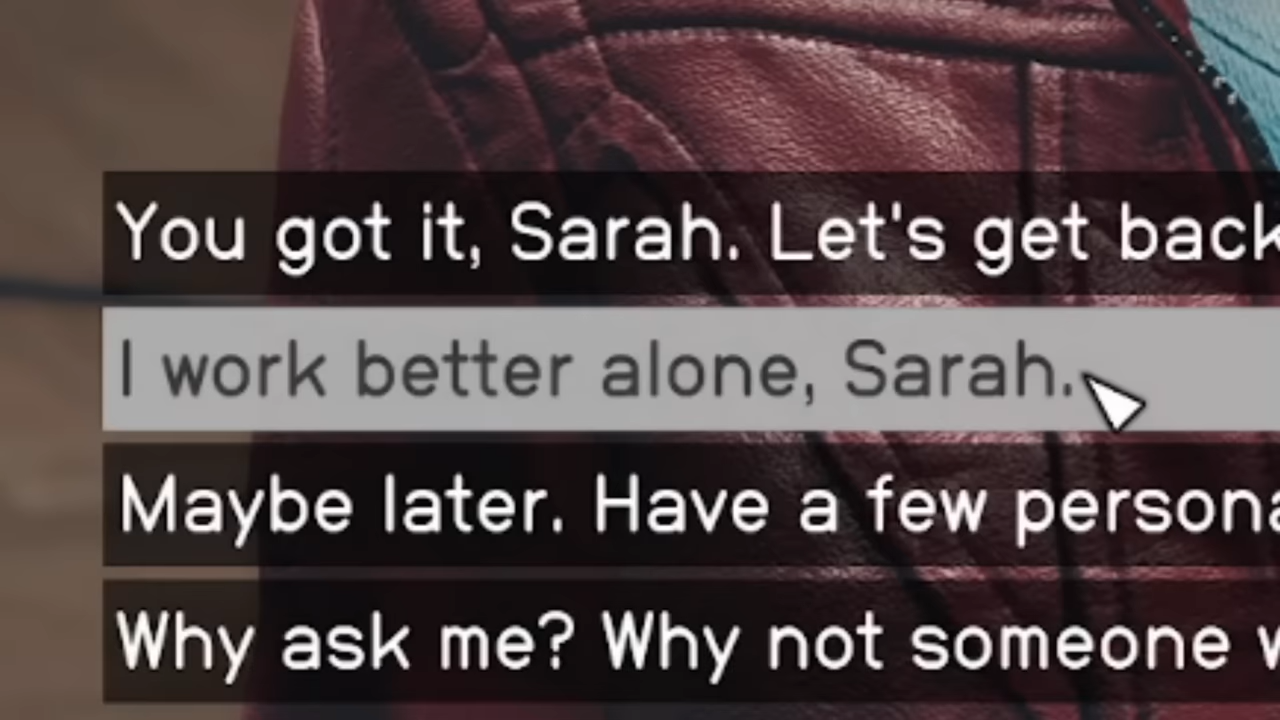 You got it, Sarah. Let's get back
I work better alone, Sarah.
Maybe later. Have a few persona
Why ask me? Why not someone w